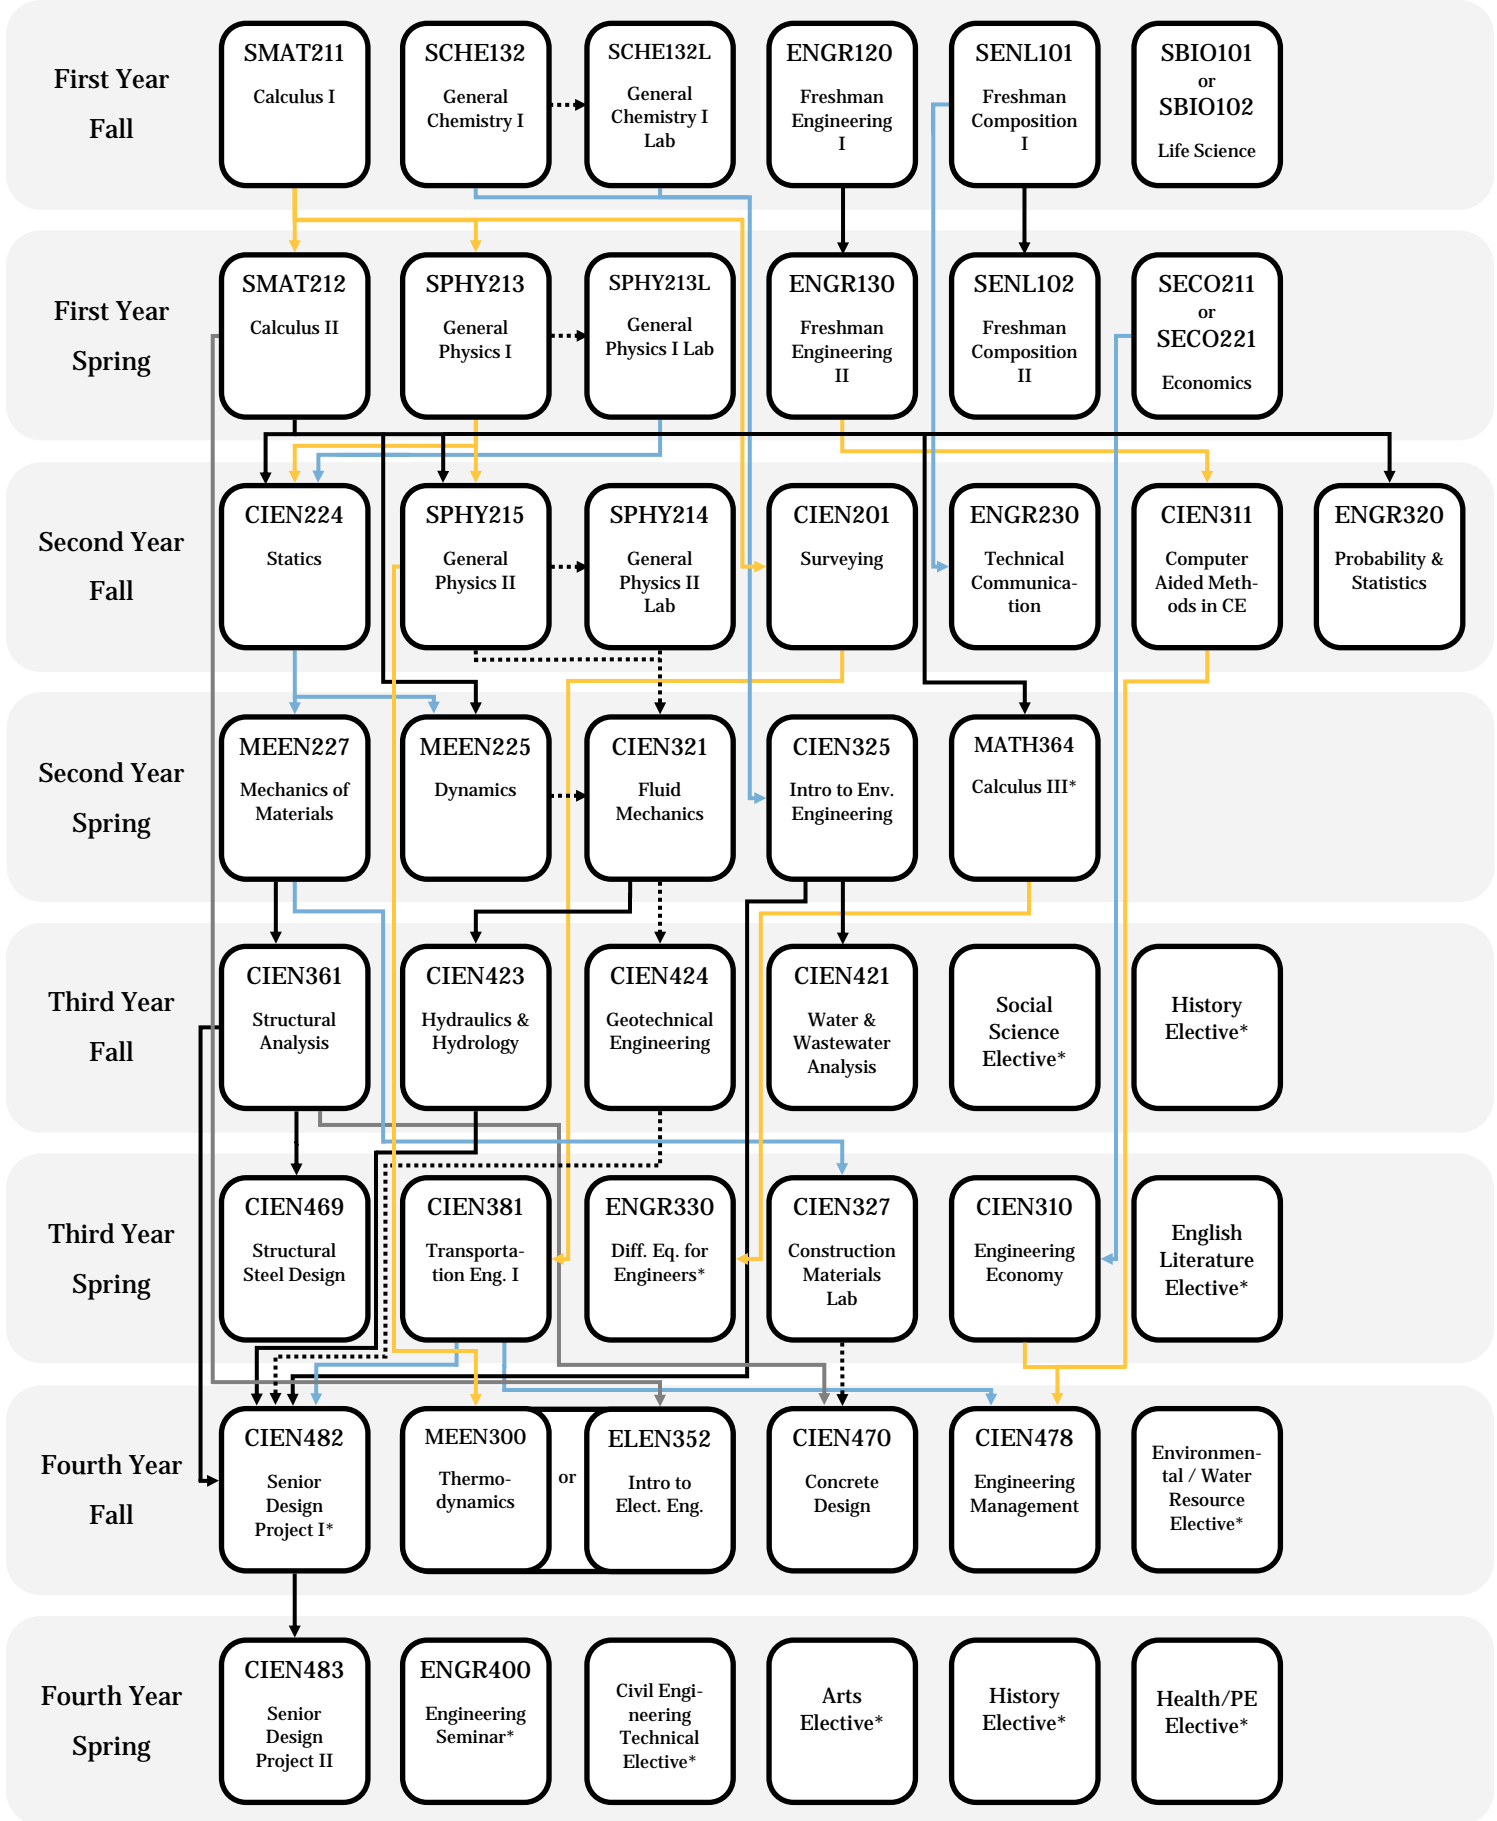 First Year
Fall
SMAT211
Calculus I
SCHE132
General
Chemistry I
SCHE132L
General
Chemistry I
Lab
ENGR120
Freshman
Engineering
I
SENL101
Freshman
Composition
I
SBIO101
or
SBIO102
Life Science
First Year
Spring
SMAT212
Calculus II
SPHY213
General
Physics I
SPHY213L
General
Physics I Lab
ENGR130
Freshman
Engineering
II
SENL102
Freshman
Composition
II
SECO211
or
SECO221
Economics
Second Year
Fall
CIEN224
Statics
SPHY215
General
Physics II
SPHY214
General
Physics II
Lab
CIEN201
Surveying
ENGR230
Technical
Communica-
tion
CIEN311
Computer
Aided Meth-
ods in CE
ENGR320
Probability &
Statistics
Second Year
Spring
MEEN227
Mechanics of
Materials
MEEN225
Dynamics
CIEN321
Fluid
Mechanics
CIEN325
Intro to Env.
Engineering
MATH364
Calculus III*
Third Year
Fall
CIEN361
Structural
Analysis
CIEN423
Hydraulics &
Hydrology
CIEN424
Geotechnical
Engineering
CIEN421
Water &
Wastewater
Analysis
Social
Science
Elective*
History
Elective*
Third Year
Spring
CIEN469
Structural
Steel Design
CIEN381
Transporta-
tion Eng. I
ENGR330
Diff. Eq. for
Engineers*
CIEN327
Construction
Materials
Lab
CIEN310
Engineering
Economy
English
Literature
Elective*
Fourth Year
Fall
CIEN482
Senior
Design
Project I*
MEEN300
Thermo-
dynamics
or
ELEN352
Intro to
Elect. Eng.
CIEN470
Concrete
Design
CIEN478
Engineering
Management
Environmen-
tal / Water
Resource
Elective*
Fourth Year
Spring
CIEN483
Senior
Design
Project II
ENGR400
Engineering
Seminar*
Civil Engi-
neering
Technical
Elective*
Arts
Elective*
History
Elective*
Health/PE
Elective*